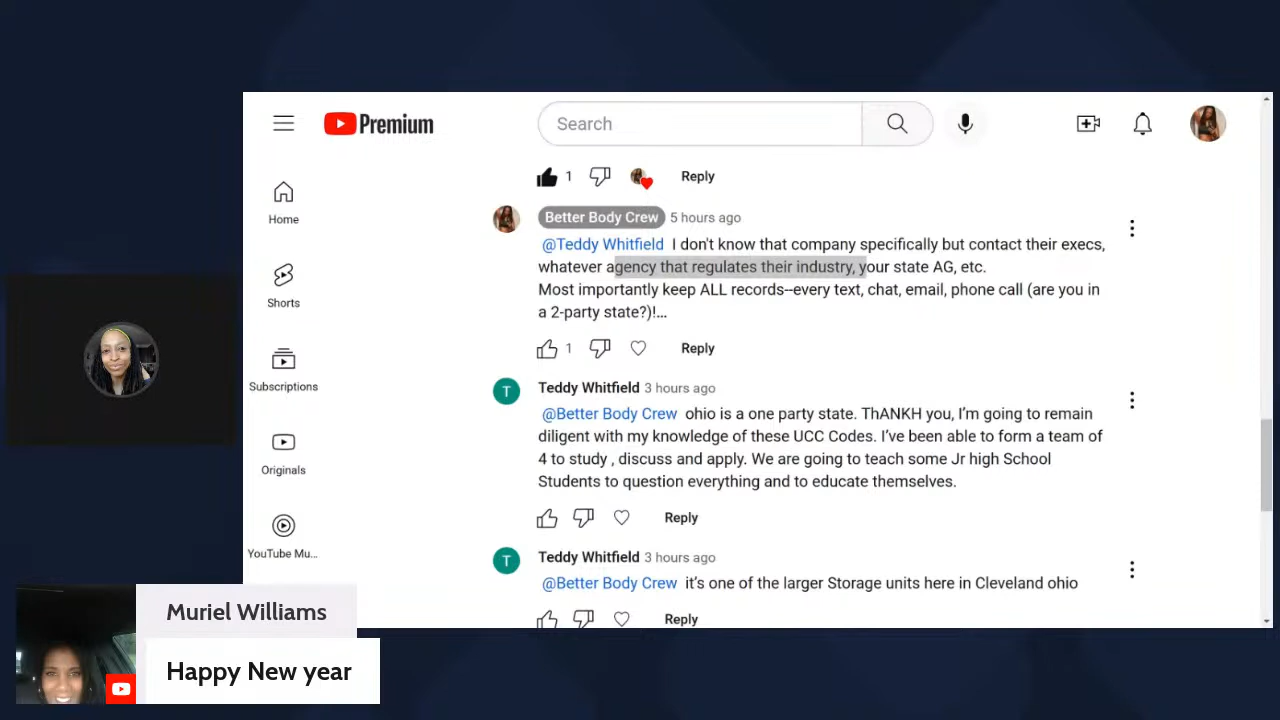 Premium
Search
1 Reply
Home
Better Body Crew 5 hours ago
@Teddy Whitfield I don't know that company specifically but contact their execs,
whatever agency that regulates their industry, your state AG, etc.
Most importantly keep ALL records--every text, chat, email, phone call (are you in
a 2-party state?)!...
Shorts
1 Reply
Subscriptions
T
Teddy Whitfield 3 hours ago
@Better Body Crew ohio is a one party state. ThANKH you, I'm going to remain
diligent with my knowledge of these UCC Codes. I've been able to form a team of
4 to study , discuss and apply. We are going to teach some Jr high School
Students to question everything and to educate themselves.
Originals
Reply
YouTube Mu...
T
Teddy Whitfield 3 hours ago
@Better Body Crew it's one of the larger Storage units here in Cleveland ohio
Reply
Muriel Williams
Happy New year